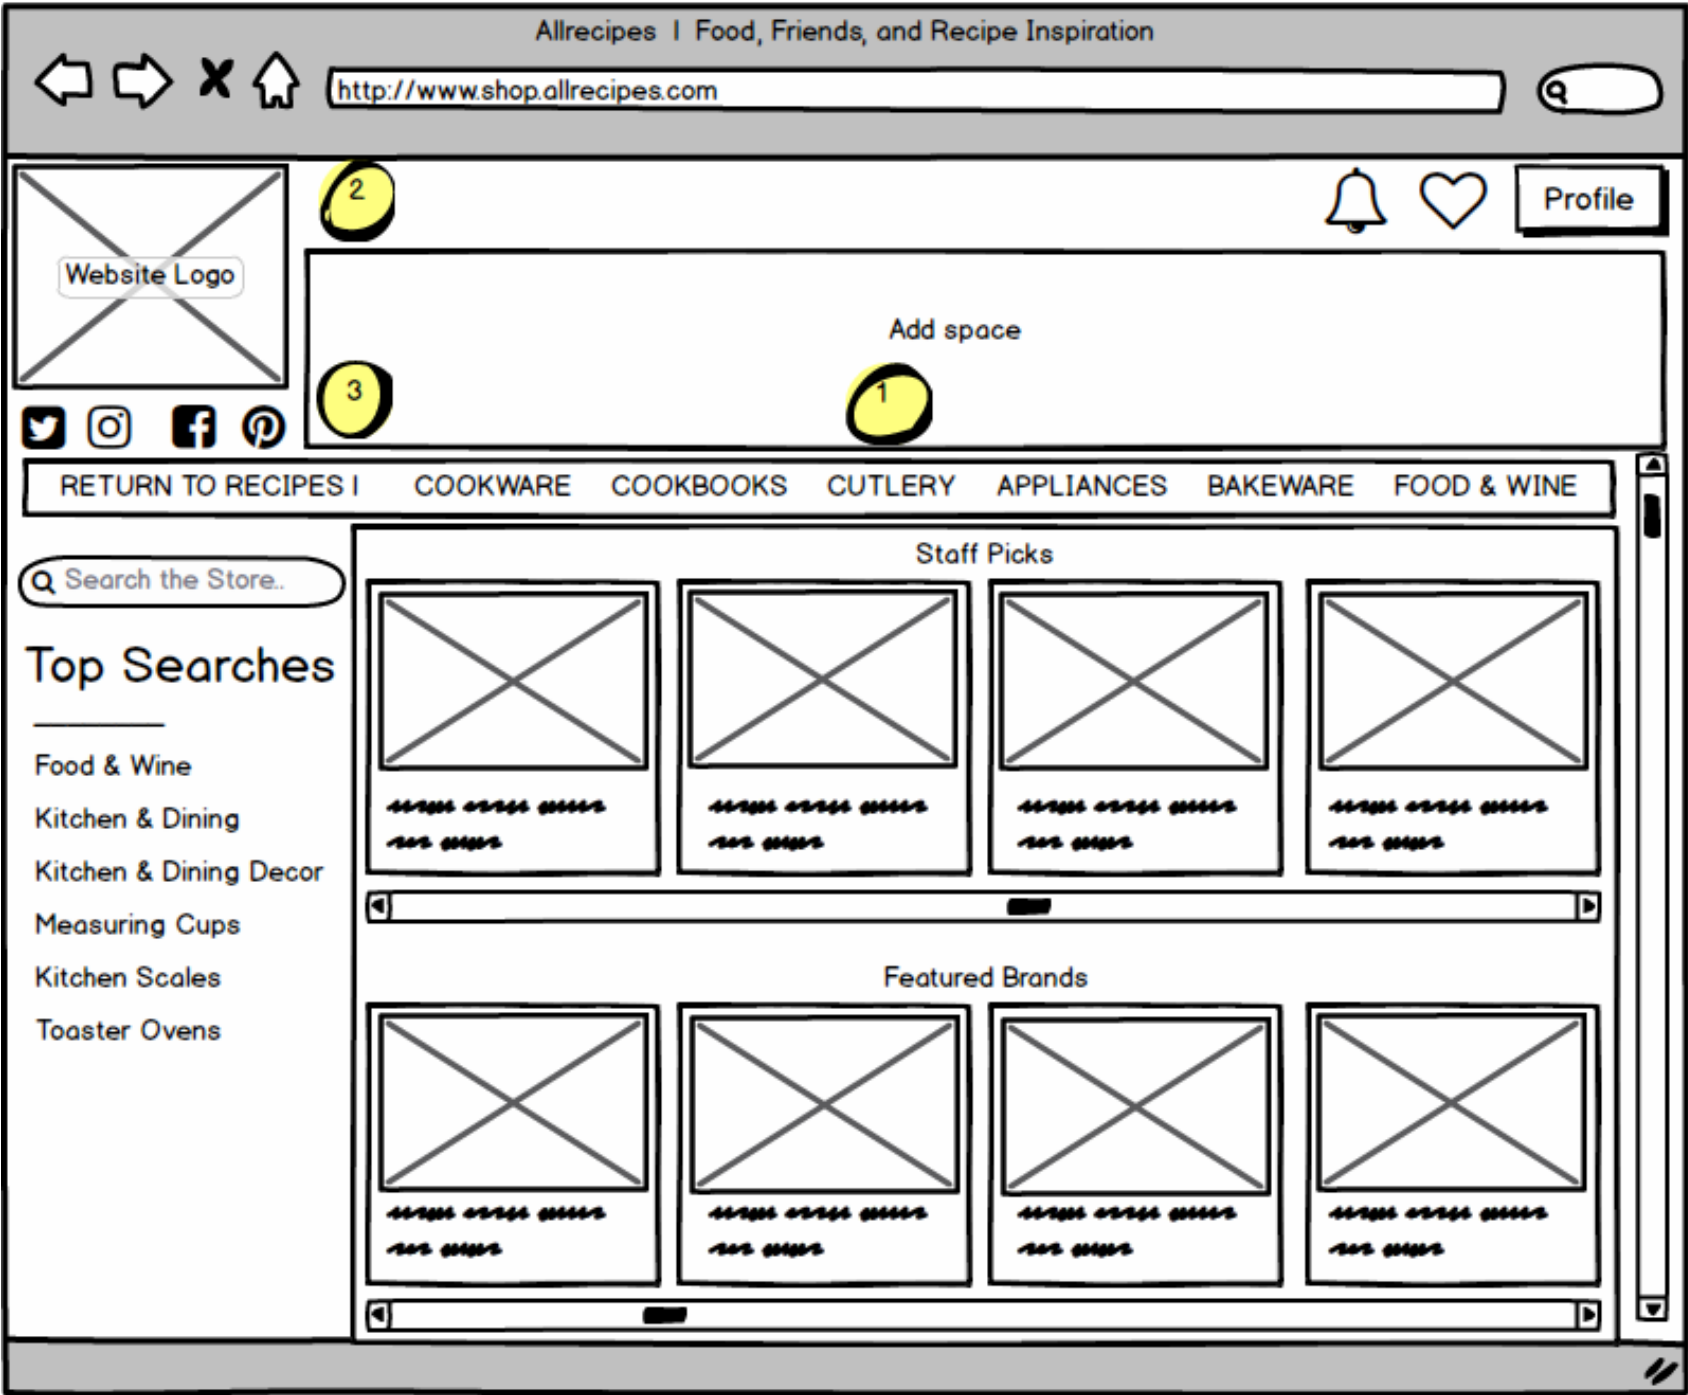 Allrecipes | Food, Friends, and Recipe Inspiration
http://www.shop.allrecipes.com
2
Profile
Website Logo
Add space
3
1
RETURN TO RECIPES | COOKWARE COOKBOOKS CUTLERY APPLIANCES BAKEWARE FOOD & WINE
Staff Picks
Search the Store..
Top Searches
Food & Wine
Kitchen & Dining
Kitchen & Dining Decor
Measuring Cups
Kitchen Scales
Toaster Ovens
Featured Brands